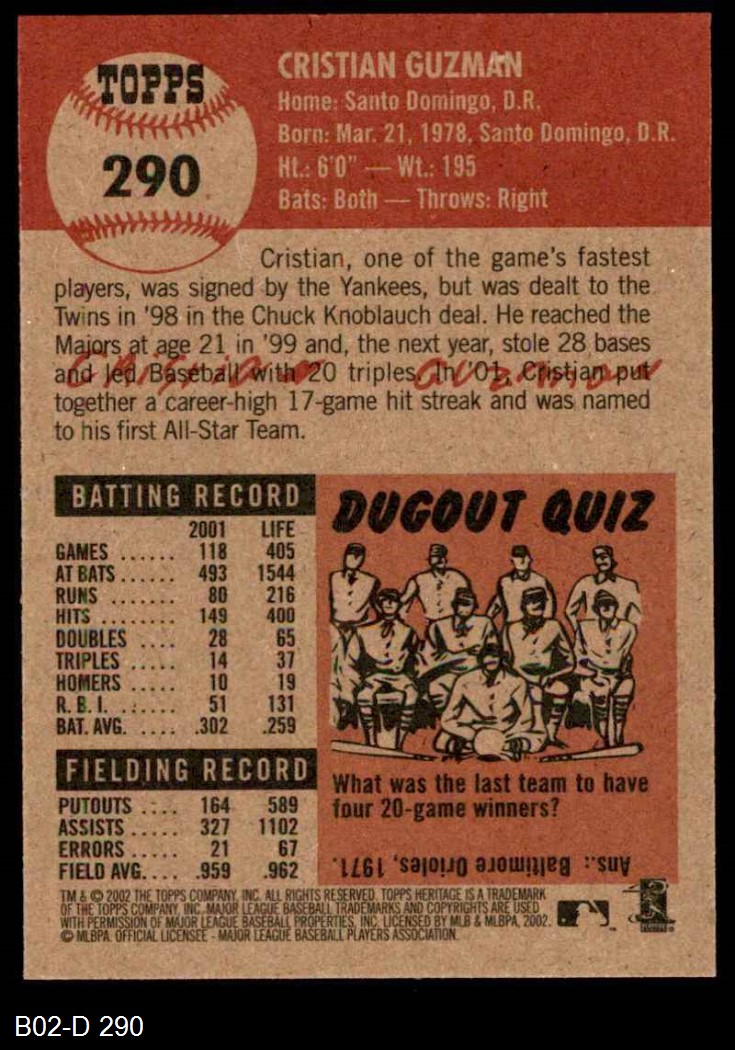 TOPPS
290
CRISTIAN GUZMAN
Home: Santo Domingo, D.R.
Born: Mar. 21, 1978, Santo Domingo, D.R.
Ht.: 6'0" — Wt.: 195
Bats: Both — Throws: Right
Cristian, one of the game's fastest
players, was signed by the Yankees, but was dealt to the
Twins in '98 in the Chuck Knoblauch deal. He reached the
Majors at age 21 in '99 and, the next year, stole 28 bases
and led Baseball with 20 triples. In '01, Cristian put
together a career-high 17-game hit streak and was named
to his first All-Star Team.
Cristian Guzman
BATTING RECORD
2001 LIFE
GAMES ...... 118 405
AT BATS ...... 493 1544
RUNS ....... 80 216
HITS ........ 149 400
DOUBLES .... 28 65
TRIPLES ..... 14 37
HOMERS ..... 10 19
R. B. I. ...... 51 131
BAT. AVG. .... .302 .259
FIELDING RECORD
PUTOUTS .... 164 589
ASSISTS ..... 327 1102
ERRORS ..... 21 67
FIELD AVG.... .959 .962
DUGOUT QUIZ
What was the last team to have
four 20-game winners?
Ans.: Baltimore Orioles, 1971.
TM & © 2002 THE TOPPS COMPANY, INC. ALL RIGHTS RESERVED. TOPPS HERITAGE IS A TRADEMARK
OF THE TOPPS COMPANY, INC. MAJOR LEAGUE BASEBALL TRADEMARKS AND COPYRIGHTS ARE USED
WITH PERMISSION OF MAJOR LEAGUE BASEBALL PROPERTIES, INC. LICENSED BY MLB & MLBPA, 2002.
© MLBPA. OFFICIAL LICENSEE - MAJOR LEAGUE BASEBALL PLAYERS ASSOCIATION.
B02-D 290